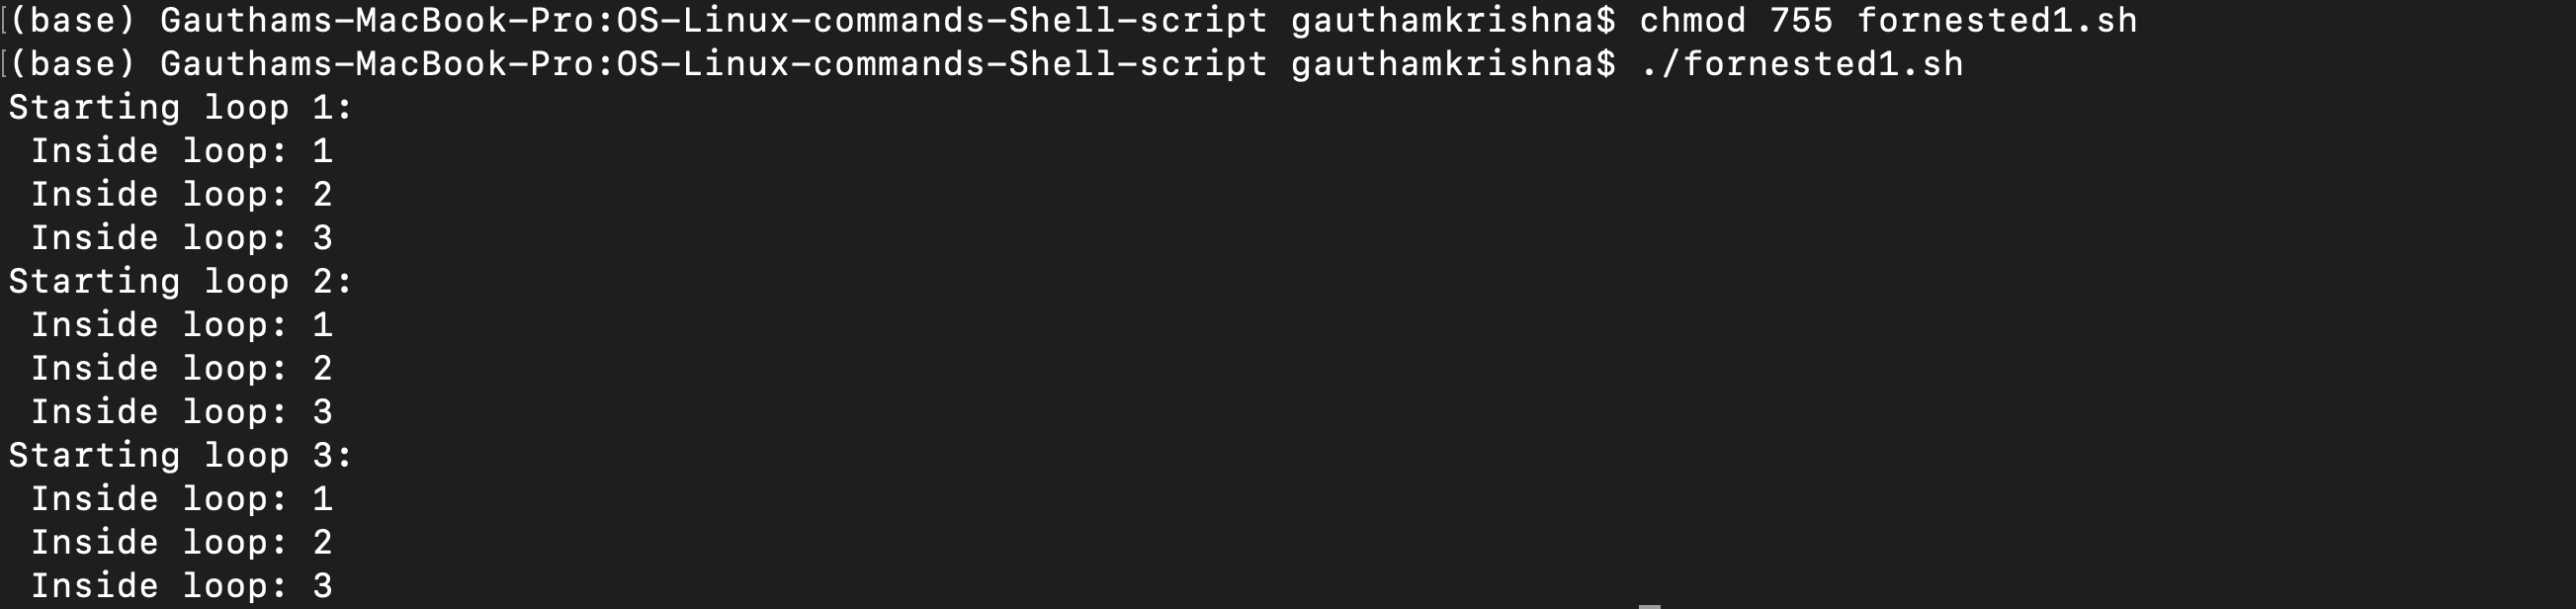 [(base) Gauthams-MacBook-Pro:OS-Linux-commands-Shell-script gauthamkrishna$ chmod 755 fornested1.sh
[(base) Gauthams-MacBook-Pro:OS-Linux-commands-Shell-script gauthamkrishna$ ./fornested1.sh
Starting loop 1:
 Inside loop: 1
 Inside loop: 2
 Inside loop: 3
Starting loop 2:
 Inside loop: 1
 Inside loop: 2
 Inside loop: 3
Starting loop 3:
 Inside loop: 1
 Inside loop: 2
 Inside loop: 3